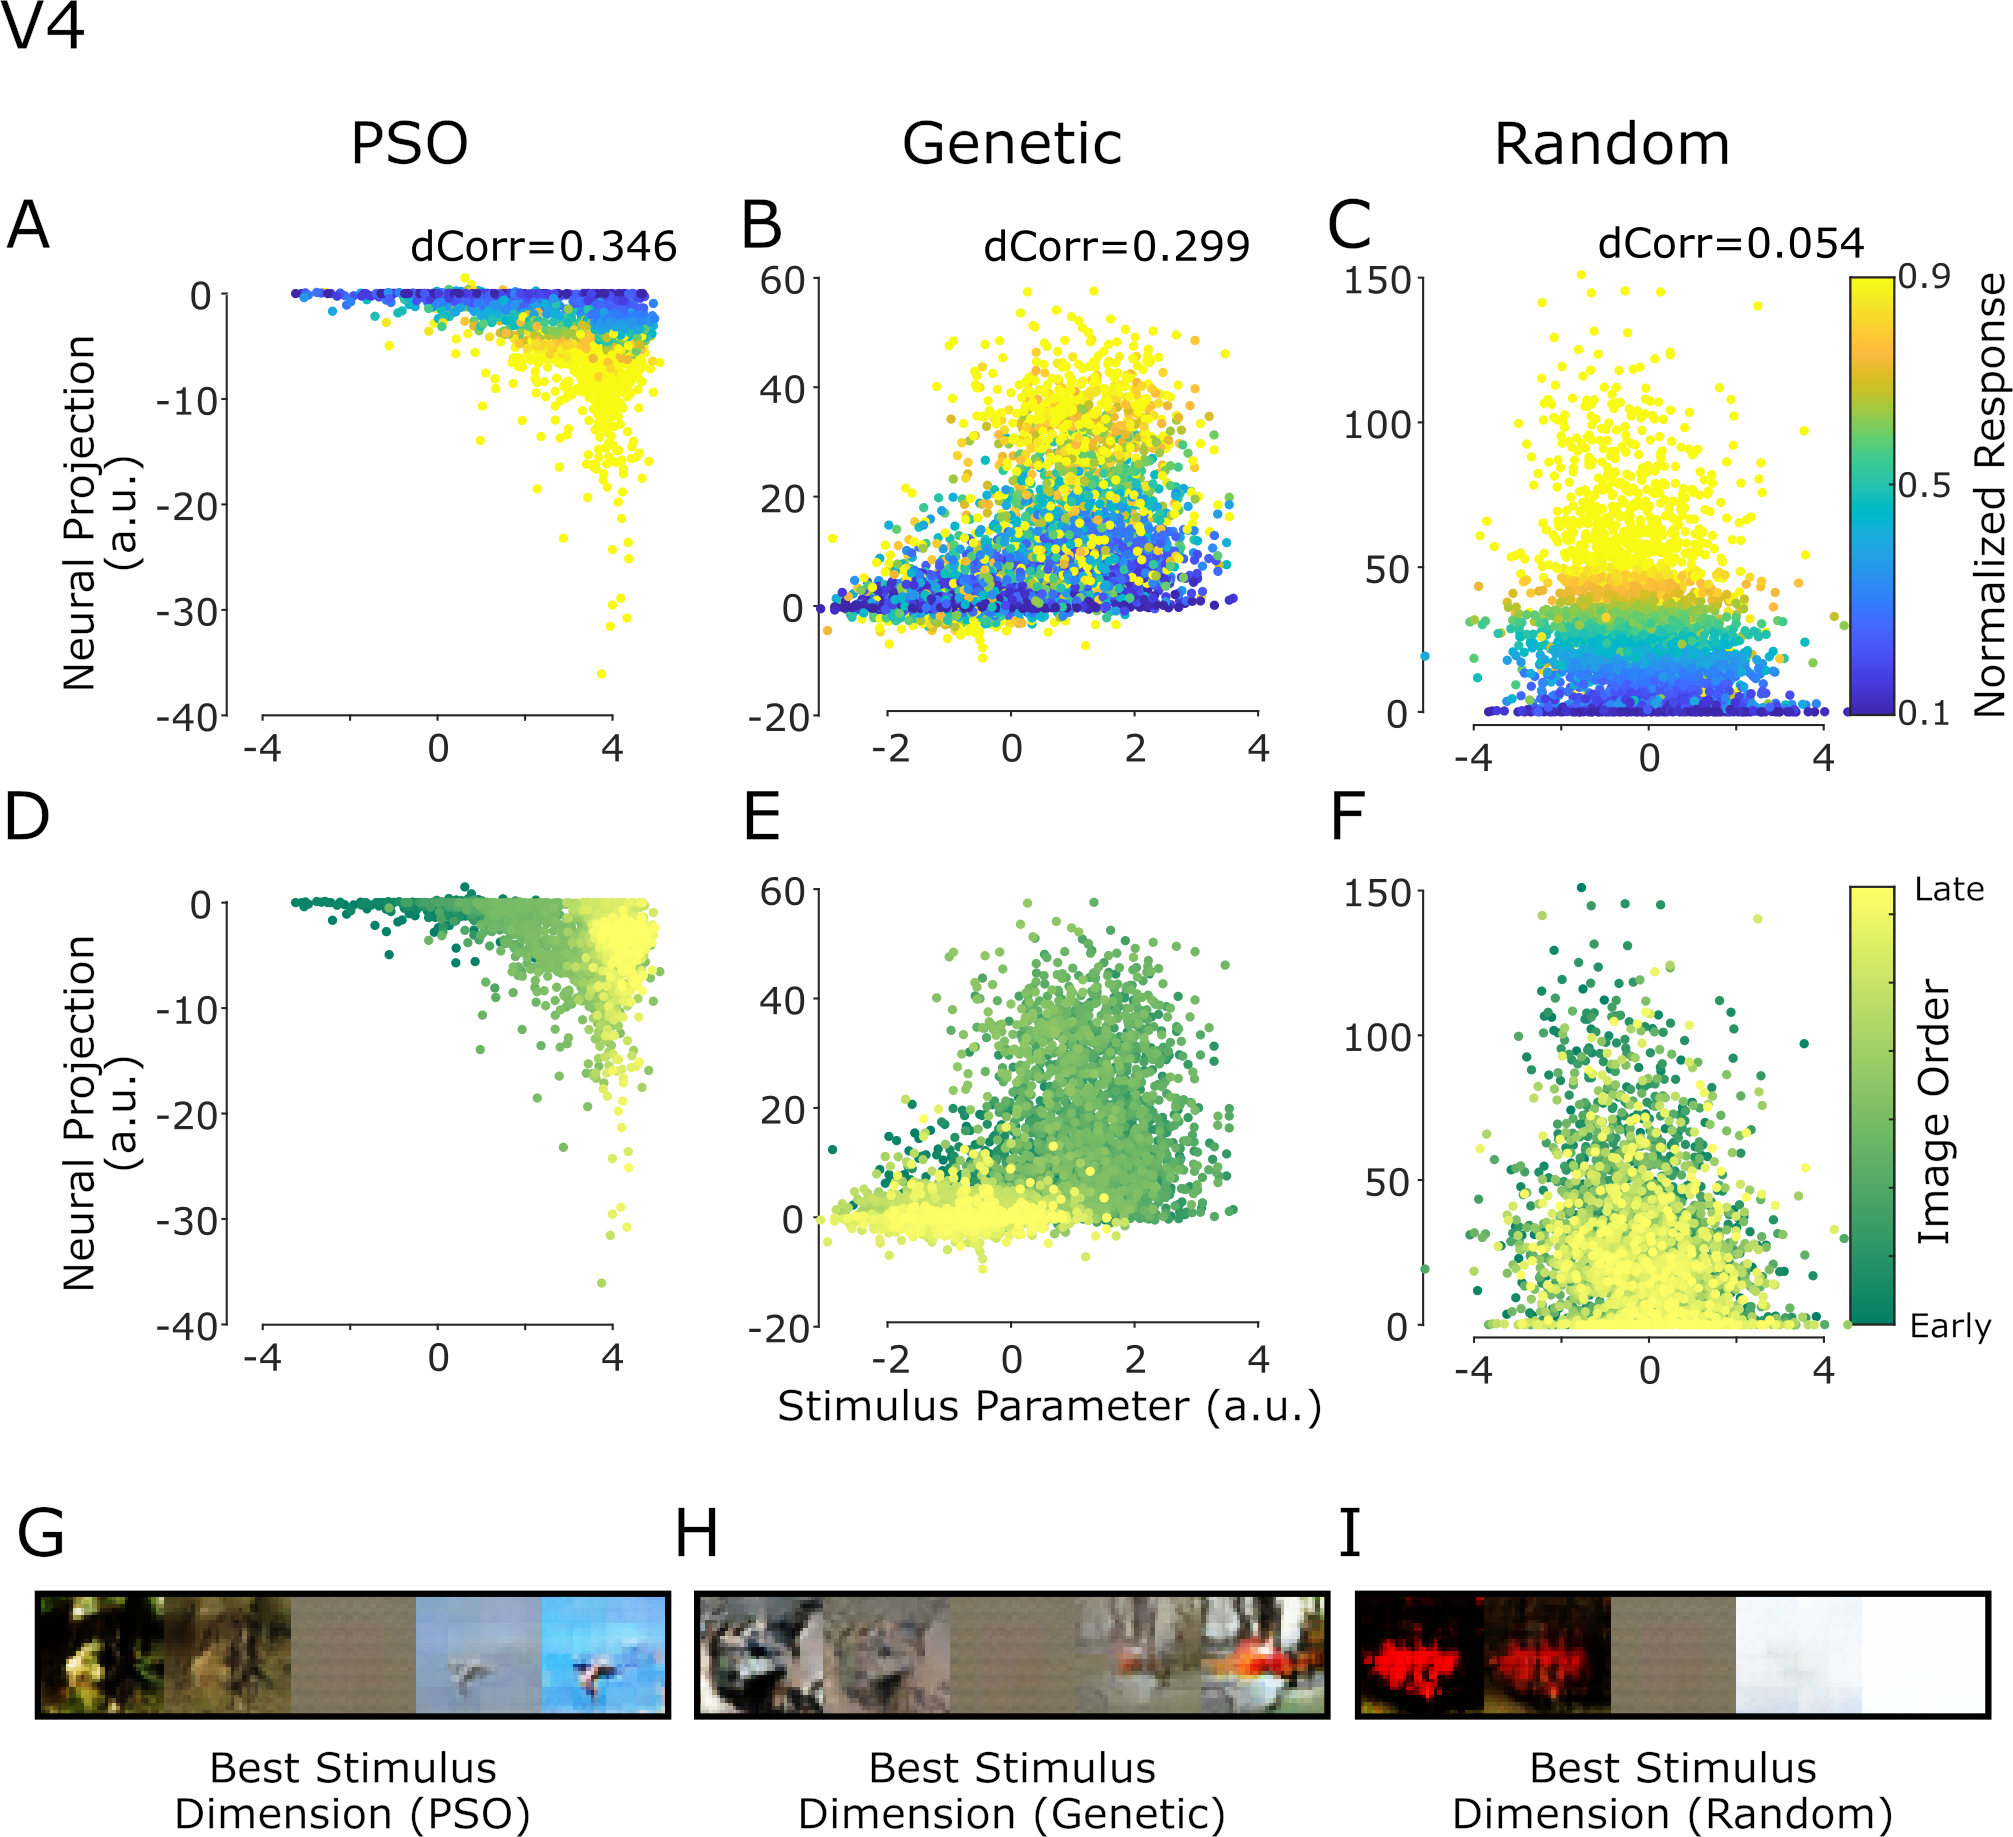 V4
PSO
Genetic
Random
A
B
C
dCorr=0.346
dCorr=0.299
dCorr=0.054
Neural Projection
(a.u.)
0
-10
-20
-30
-40
-4
0
4
60
40
20
0
-20
-2
0
2
4
150
100
50
0
-4
0
4
0.9
0.5
0.1
Normalized Response
D
E
F
Neural Projection
(a.u.)
0
-10
-20
-30
-40
-4
0
4
60
40
20
0
-20
-2
0
2
4
Stimulus Parameter (a.u.)
150
100
50
0
-4
0
4
Late
Early
Image Order
G
H
I
Best Stimulus
Dimension (PSO)
Best Stimulus
Dimension (Genetic)
Best Stimulus
Dimension (Random)